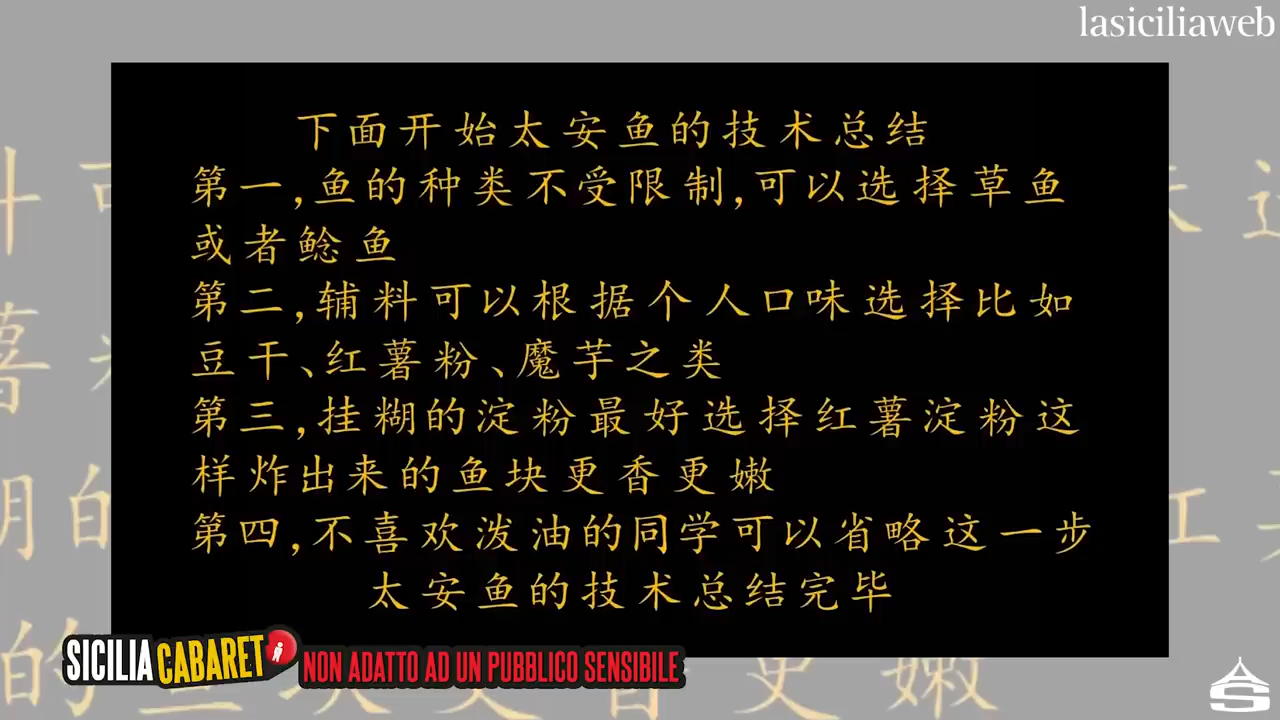 lasiciliaweb
下面开始太安鱼的技术总结
第一,鱼的种类不受限制,可以选择草鱼
或者鲶鱼
第二,辅料可以根据个人口味选择比如
豆干、红薯粉、魔芋之类
第三,挂糊的淀粉最好选择红薯淀粉这
样炸出来的鱼块更香更嫩
第四,不喜欢泼油的同学可以省略这一步
太安鱼的技术总结完毕
SICILIA CABARET
NON ADATTO AD UN PUBBLICO SENSIBILE